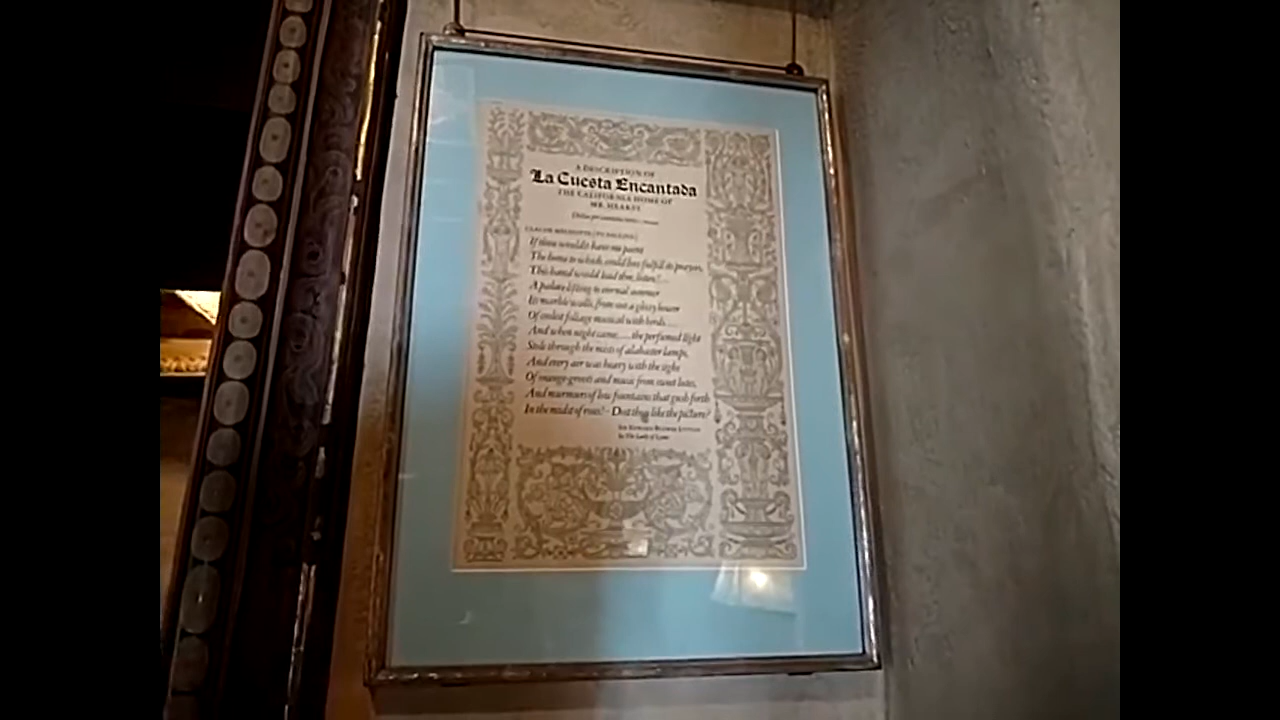 A DESCRIPTION OF
La Cuesta Encantada
THE CALIFORNIA HOME OF
MR. HEARST
CLAUDE MELNOTTE [TO PAULINE]
If thou wouldst have me paint
The home to which, could love fulfill its prayers,
This hand would lead thee, listen!...
A palace lifting to eternal summer
Its marble walls, from out a glossy bower
Of coolest foliage musical with birds....
And when night came.... the perfumed light
Stole through the mists of alabaster lamps,
And every air was heavy with the sighs
Of orange-groves and music from sweet lutes,
And murmurs of low fountains that gush forth
In the midst of roses!- Dost thou like the picture?
SIR EDWARD BULWER LYTTON
In The Lady of Lyons